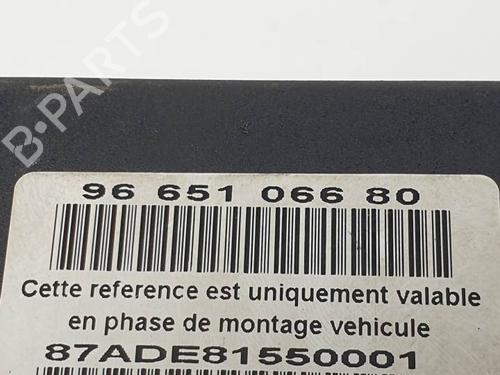 B-PARTS
96 651 066 80
Cette reference est uniquement valable
en phase de montage vehicule
87ADE81550001